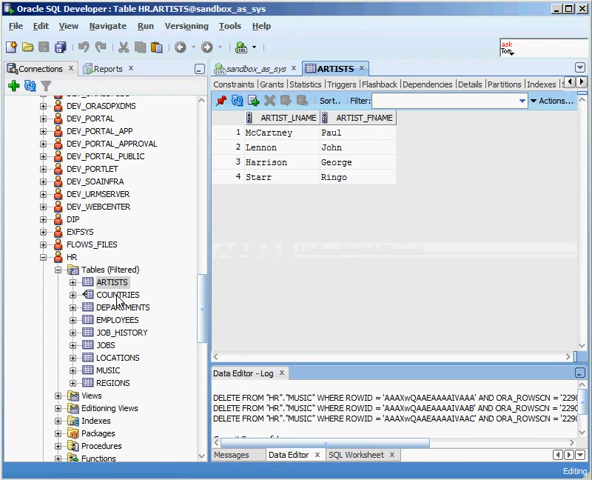 Oracle SQL Developer : Table HR.ARTISTS@sandbox_as_sys
File Edit View Navigate Run Versioning Tools Help
ask
Tom
Connections Reports
sandbox_as_sys ARTISTS
Constraints Grants Statistics Triggers Flashback Dependencies Details Partitions Indexes
Sort.. Filter: Actions...
ARTIST_LNAME ARTIST_FNAME
1 McCartney Paul
2 Lennon John
3 Harrison George
4 Starr Ringo
DEV_ORASDPXDMS
DEV_PORTAL
DEV_PORTAL_APP
DEV_PORTAL_APPROVAL
DEV_PORTAL_PUBLIC
DEV_PORTLET
DEV_SOAINFRA
DEV_URMSERVER
DEV_WEBCENTER
DIP
EXFSYS
FLOWS_FILES
HR
Tables (Filtered)
ARTISTS
COUNTRIES
DEPARTMENTS
EMPLOYEES
JOB_HISTORY
JOBS
LOCATIONS
MUSIC
REGIONS
Views
Editioning Views
Indexes
Packages
Procedures
Functions
Data Editor - Log
DELETE FROM "HR"."MUSIC" WHERE ROWID = 'AAAXwQAAEAAAAIVAAA' AND ORA_ROWSCN = '2290
DELETE FROM "HR"."MUSIC" WHERE ROWID = 'AAAXwQAAEAAAAIVAAB' AND ORA_ROWSCN = '2290
DELETE FROM "HR"."MUSIC" WHERE ROWID = 'AAAXwQAAEAAAAIVAAC' AND ORA_ROWSCN = '2290
Messages Data Editor SQL Worksheet
Editing